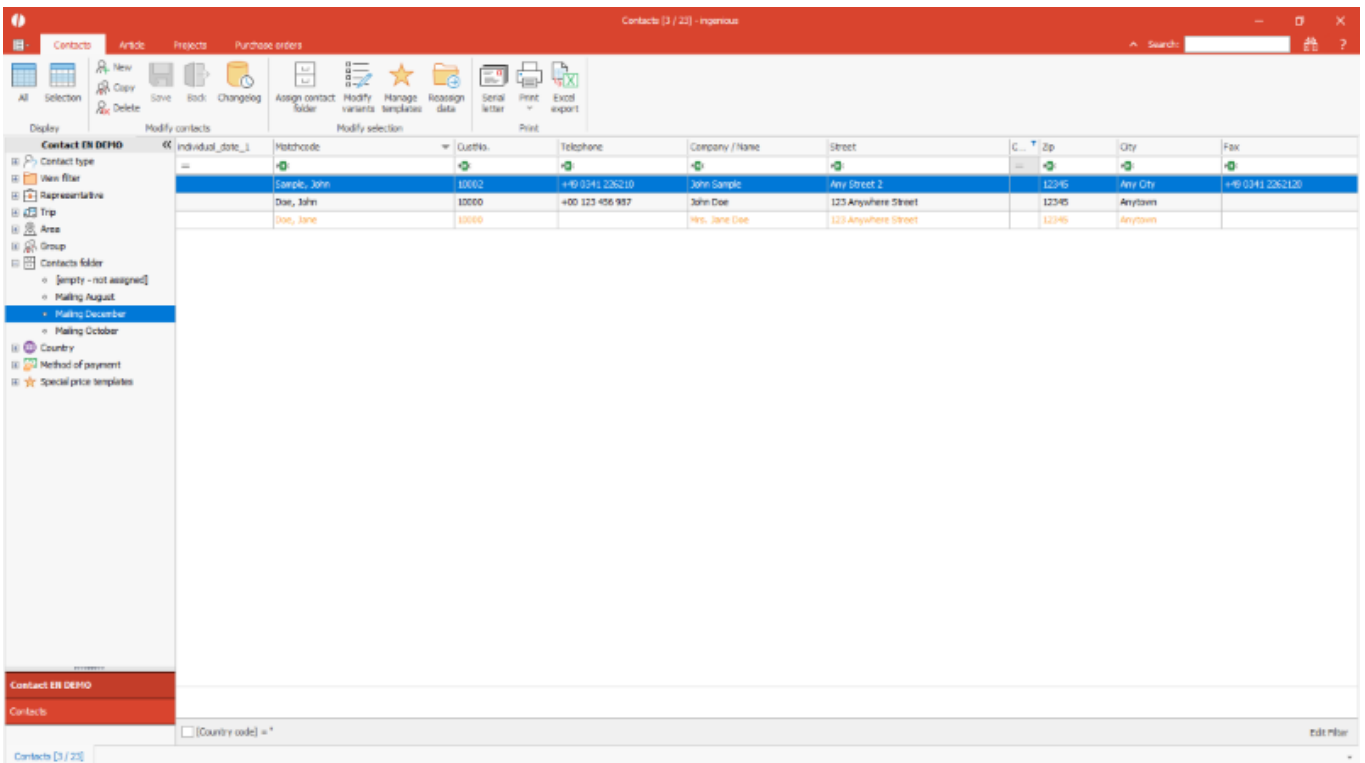 Contacts [3 / 23] - ingenious
Contacts Article Projects Purchase orders Search: ?
All Selection New Copy Delete Save Back Changelog Assign contact folder Modify variants Manage templates Reassign data Serial letter Print Excel export
Display Modify contacts Modify selection Print
Contact EN DEMO « individual_date_1 Matchcode CustNo. Telephone Company / Name Street C... Zip City Fax
Contact type =  =
View filter Sample, John 10002 +49 0341 226210 John Sample Any Street 2 12345 Any City +49 0341 2262120
Representative Doe, John 10000 +00 123 456 987 John Doe 123 Anywhere Street 12345 Anytown
Trip Doe, Jane 10000 Mrs. Jane Doe 123 Anywhere Street 12345 Anytown
Area
Group
Contacts folder
[empty - not assigned]
Mailing August
Mailing December
Mailing October
Country
Method of payment
Special price templates
Contact EN DEMO
Contacts
[Country code] = '' Edit Filter
Contacts [3 / 23]